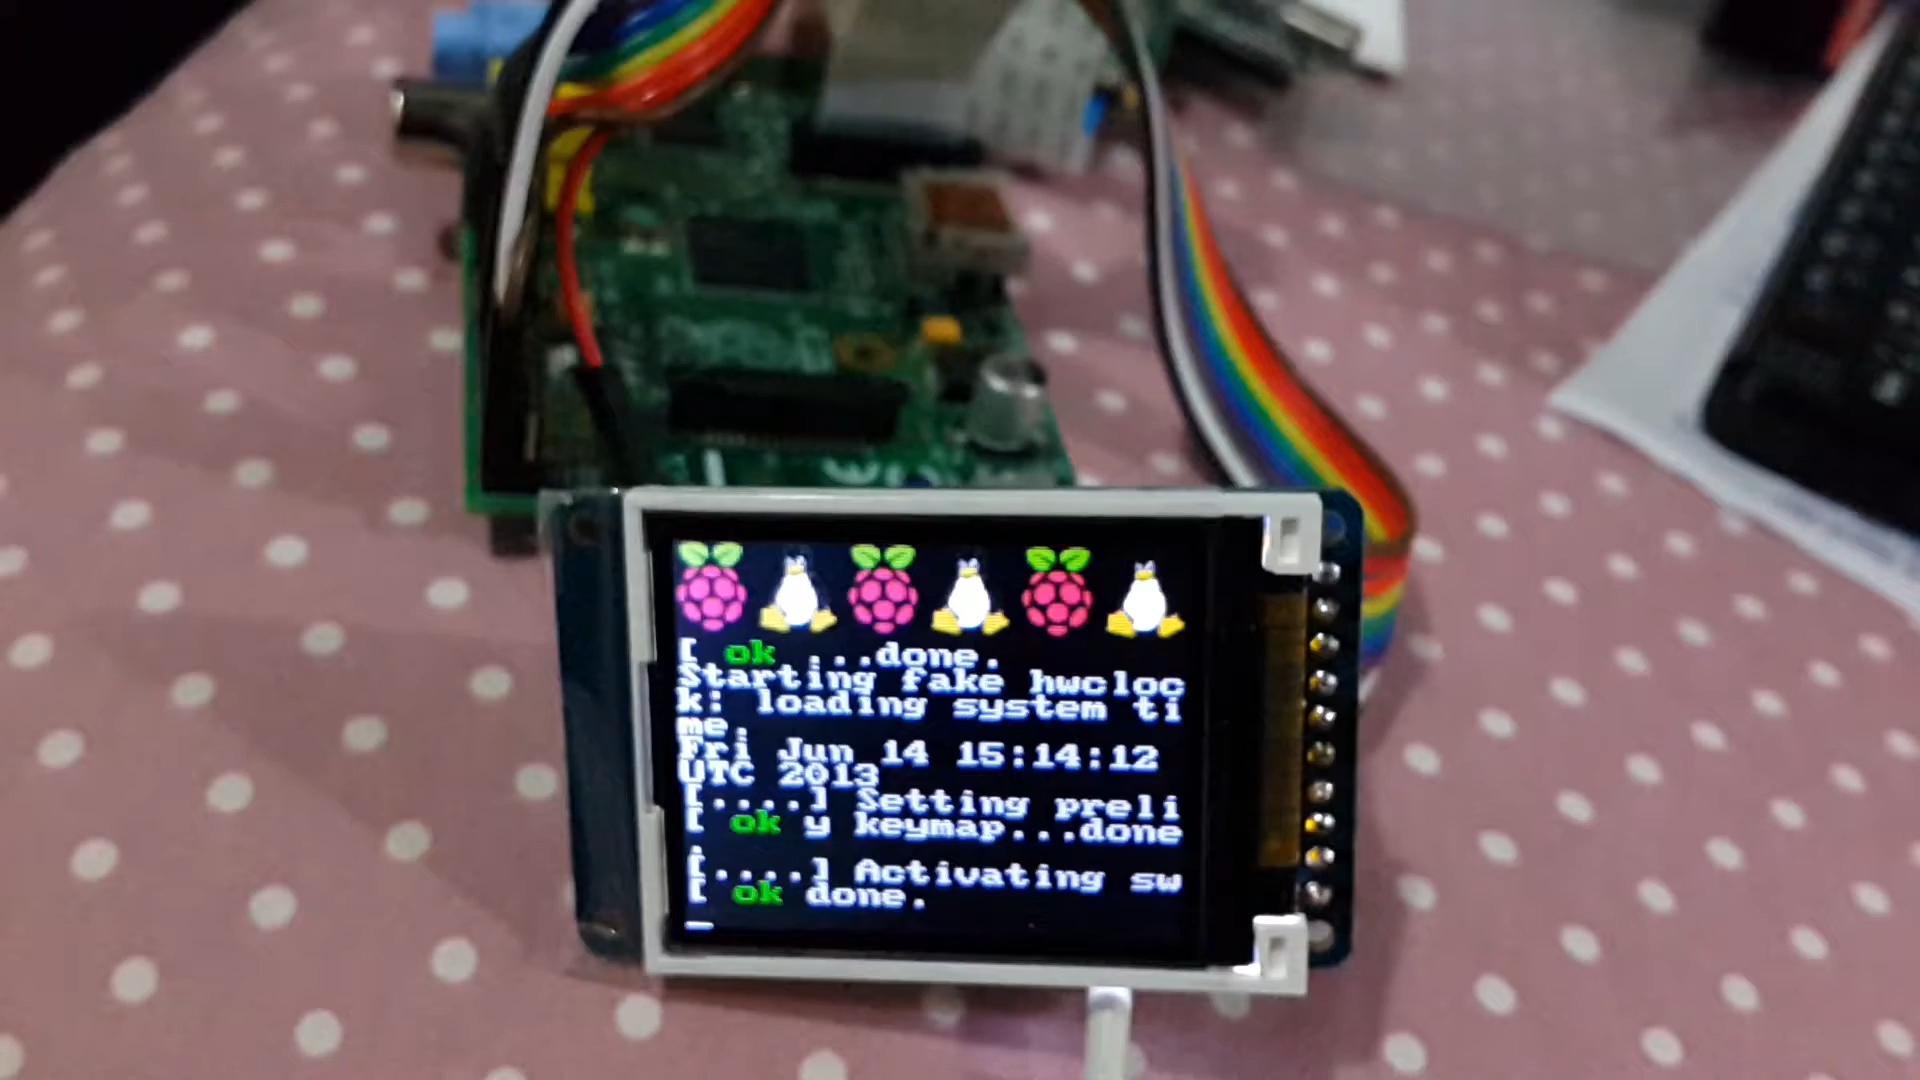 [ ok ...done.
Starting fake hwcloc
k: loading system ti
me.
Fri Jun 14 15:14:12
UTC 2013
[....] Setting preli
[ ok y keymap...done
.
[....] Activating sw
[ ok done.
_